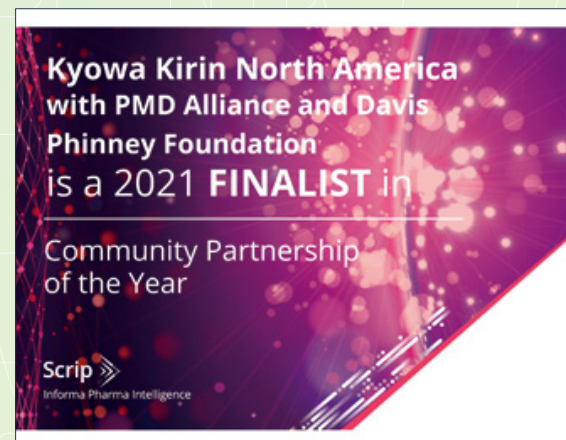 Kyowa Kirin North America
with PMD Alliance and Davis
Phinney Foundation
is a 2021 FINALIST in
Community Partnership
of the Year
Scrip
Informa Pharma Intelligence